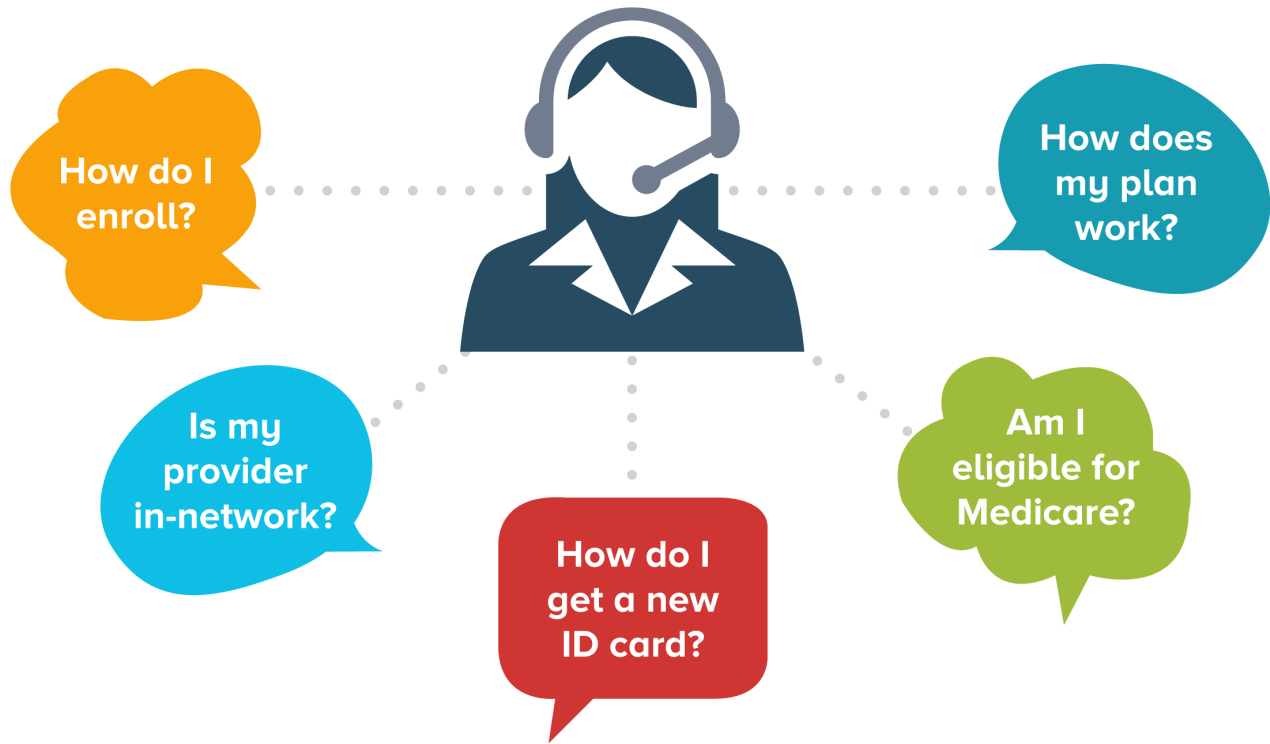 How do I
enroll?
How does
my plan
work?
Is my
provider
in-network?
How do I
get a new
ID card?
Am I
eligible for
Medicare?